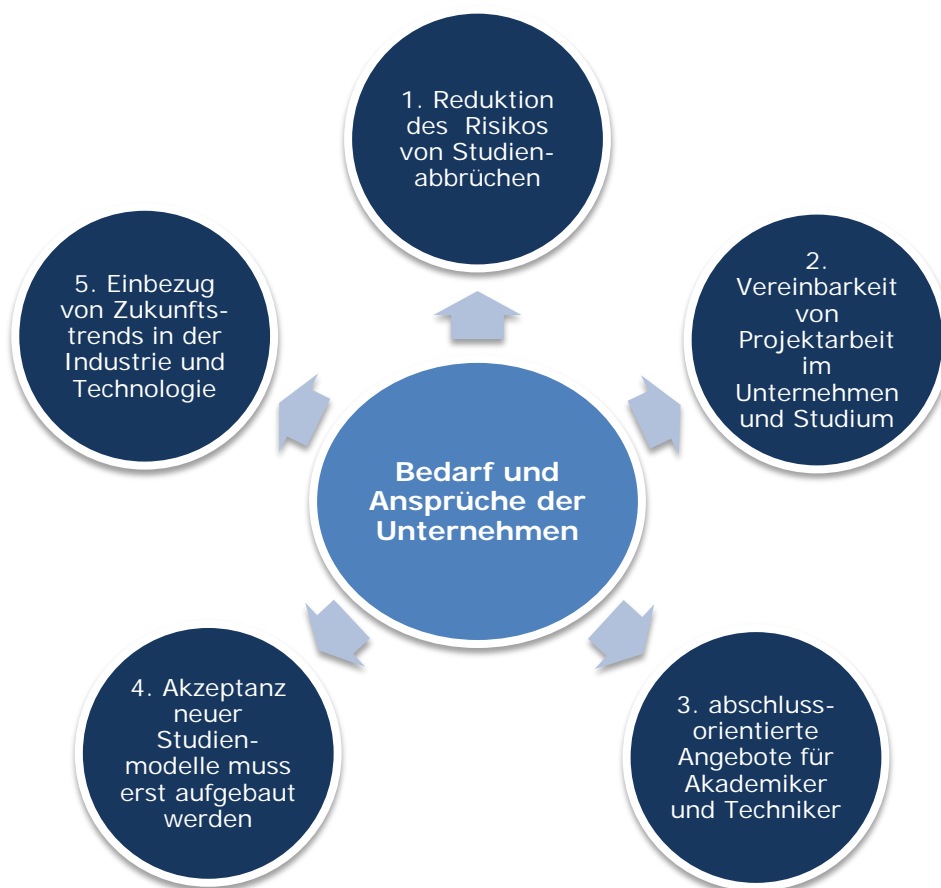 1. Reduktion
des Risikos
von Studien-
abbrüchen
2.
Vereinbarkeit
von
Projektarbeit
im
Unternehmen
und Studium
3. abschluss-
orientierte
Angebote für
Akademiker
und Techniker
4. Akzeptanz
neuer
Studien-
modelle muss
erst aufgebaut
werden
5. Einbezug
von Zukunfts-
trends in der
Industrie und
Technologie
Bedarf und
Ansprüche der
Unternehmen